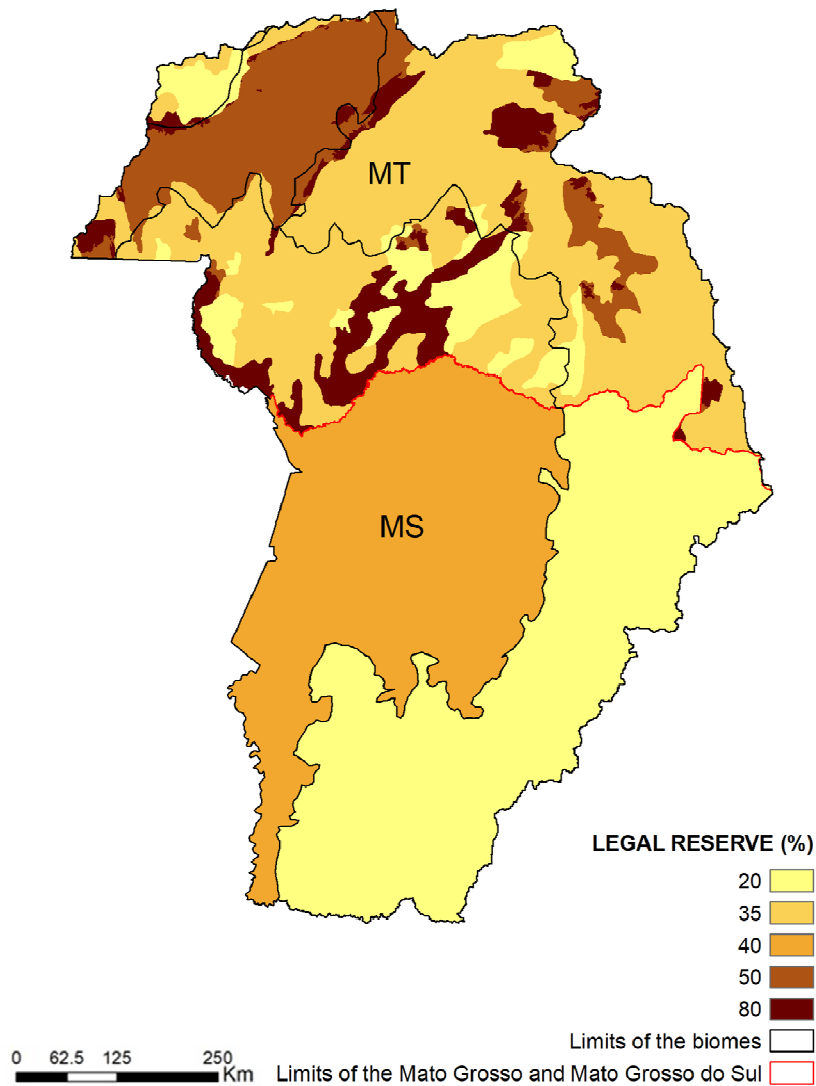 MT
MS
LEGAL RESERVE (%)
20
35
40
50
80
Limits of the biomes
Limits of the Mato Grosso and Mato Grosso do Sul
0 62.5 125 250
Km